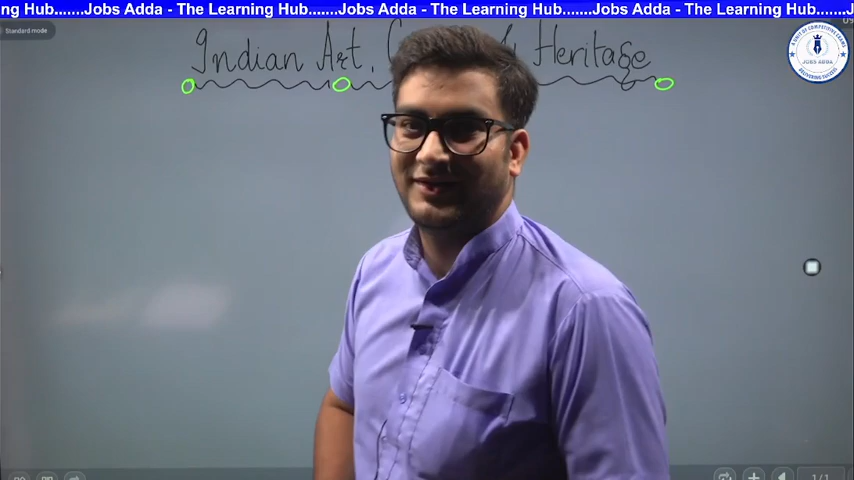 ng Hub.......Jobs Adda - The Learning Hub.......Jobs Adda - The Learning Hub.......Jobs Adda - The Learning Hub.......J
Standard mode
Indian Art, C & Heritage
JOBS ADDA
1/1